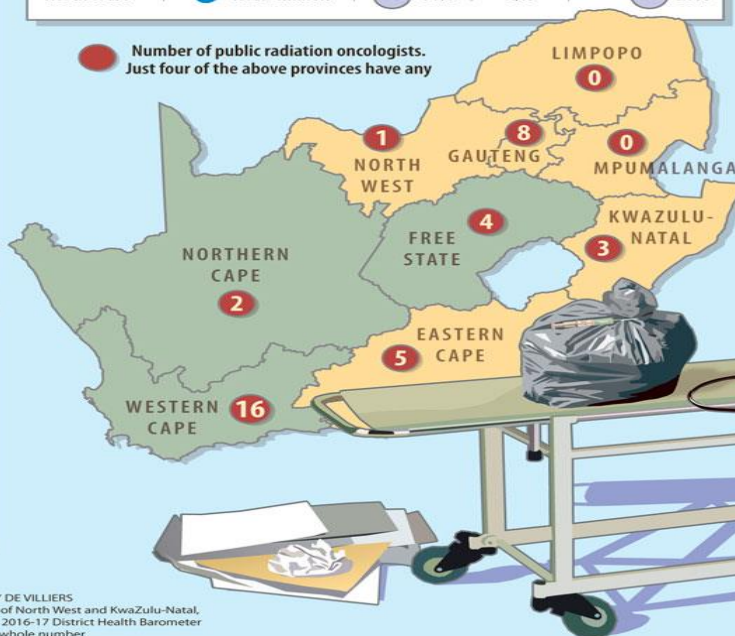 Number of public radiation oncologists.
Just four of the above provinces have any
LIMPOPO
0
1
NORTH
WEST
8
GAUTENG
0
MPUMALANGA
KWAZULU-
NATAL
3
4
FREE
STATE
NORTHERN
CAPE
2
EASTERN
CAPE
5
WESTERN
CAPE
16
DE VILLIERS
of North West and KwaZulu-Natal,
2016-17 District Health Barometer
whole number